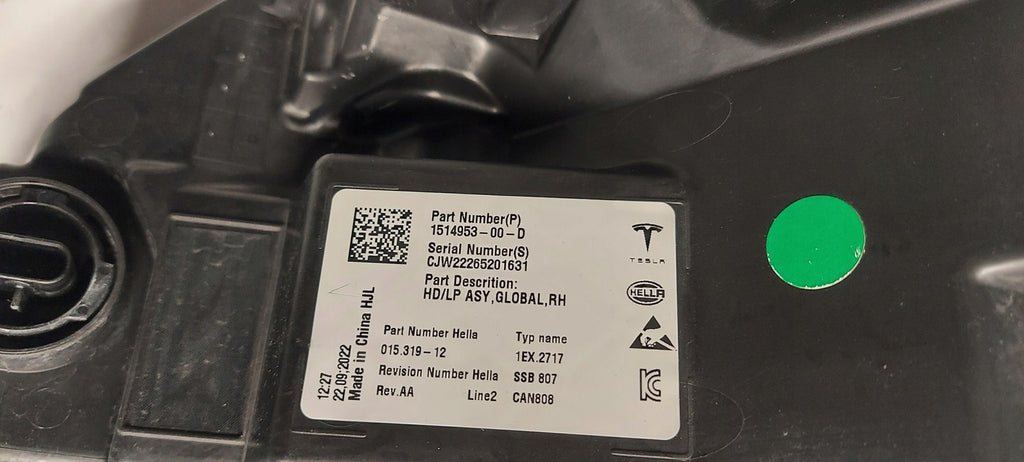 Part Number(P)
1514953-00-D
Serial Number(S)
CJW22265201631
Part Descrition:
HD/LP ASY,GLOBAL,RH
TESLA
HELLA
Part Number Hella
Typ name
015.319-12
1EX.2717
Revision Number Hella
SSB 807
Rev.AA
Line2
CAN808
12:27
22,09;2022
Made in China HJL